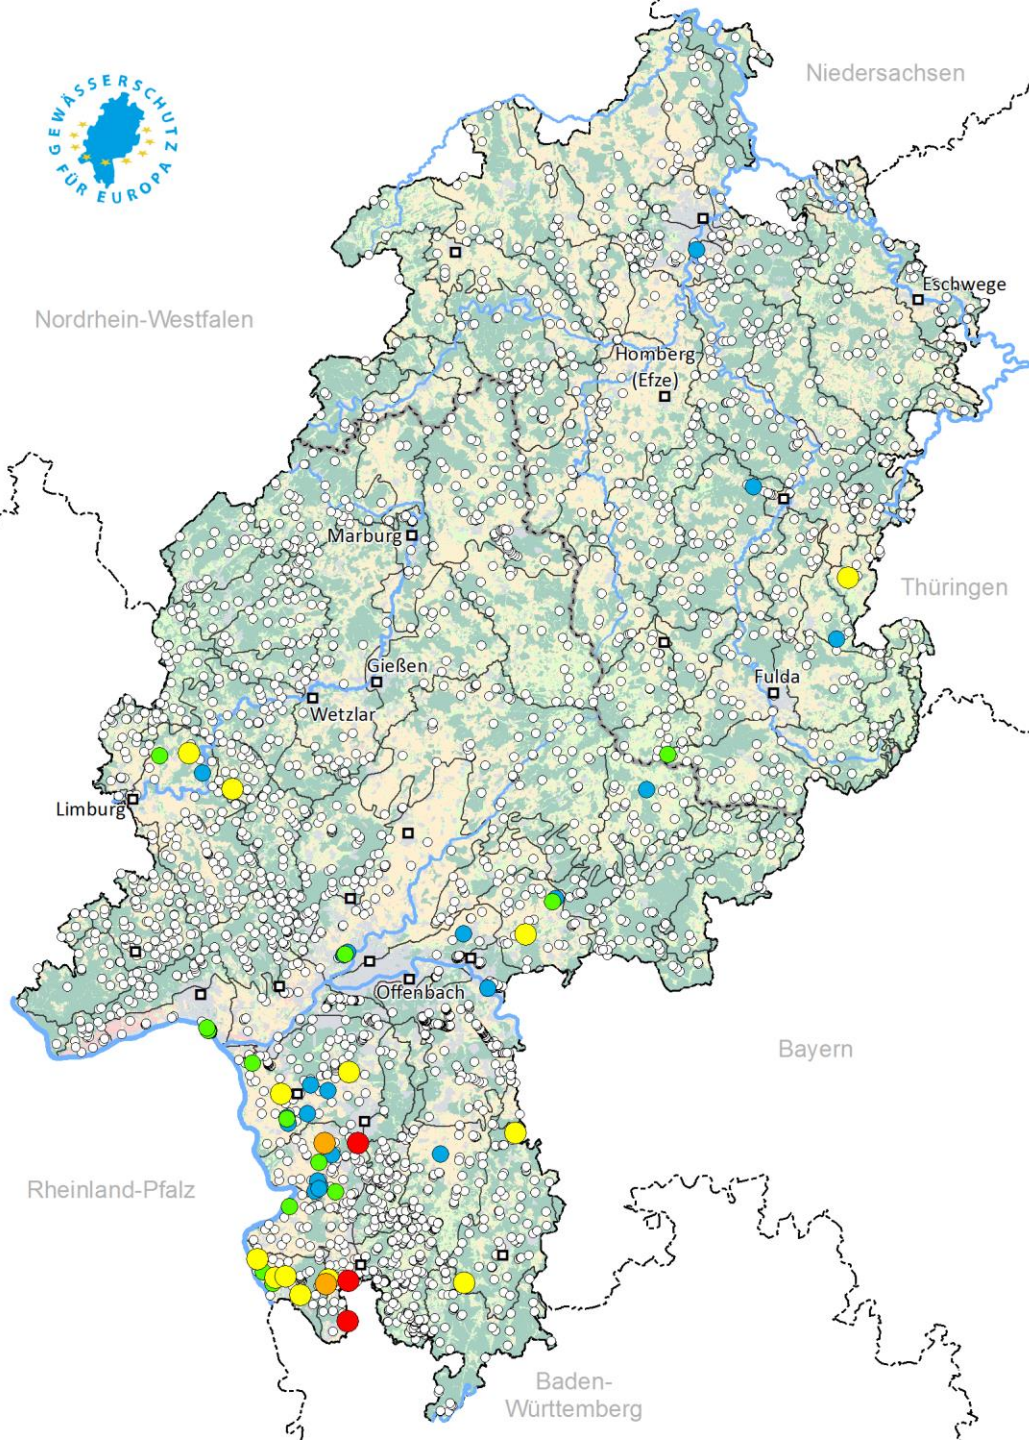 Niedersachsen
GEWÄSSERSCHUTZ
FÜR EUROPA
Eschwege
Nordrhein-Westfalen
Homberg
(Efze)
Marburg
Thüringen
Gießen
Fulda
Wetzlar
Limburg
Offenbach
Bayern
Rheinland-Pfalz
Baden-
Württemberg